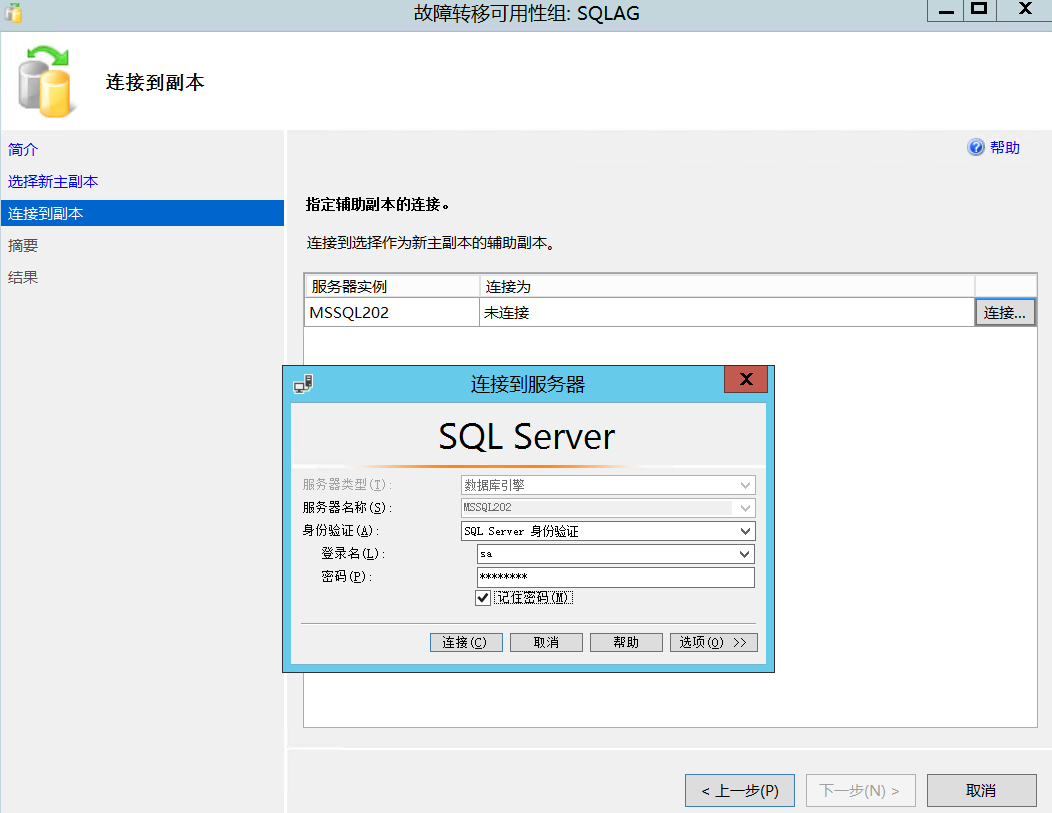 故障转移可用性组: SQLAG
连接到副本
简介
选择新主副本
连接到副本
摘要
结果
帮助
指定辅助副本的连接。
连接到选择作为新主副本的辅助副本。
服务器实例 连接为
MSSQL202 未连接 连接...
连接到服务器
SQL Server
服务器类型(T): 数据库引擎
服务器名称(S): MSSQL202
身份验证(A): SQL Server 身份验证
登录名(L): sa
密码(P): ********
记住密码(M)
连接(C) 取消 帮助 选项(O) >>
< 上一步(P) 下一步(N) > 取消